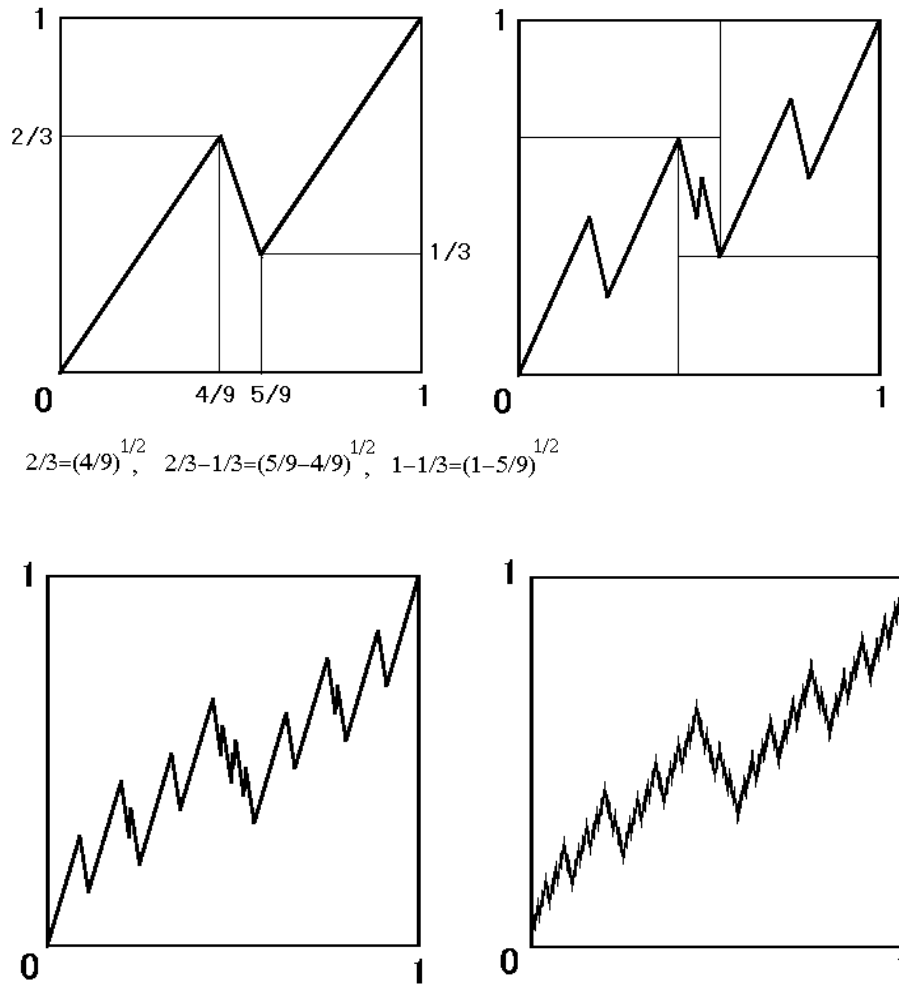 1 1
2/3
1/3
0 4/9 5/9 1 0 1
2/3=(4/9)^{1/2}, 2/3–1/3=(5/9–4/9)^{1/2}, 1–1/3=(1–5/9)^{1/2}
1 1
0 1 0